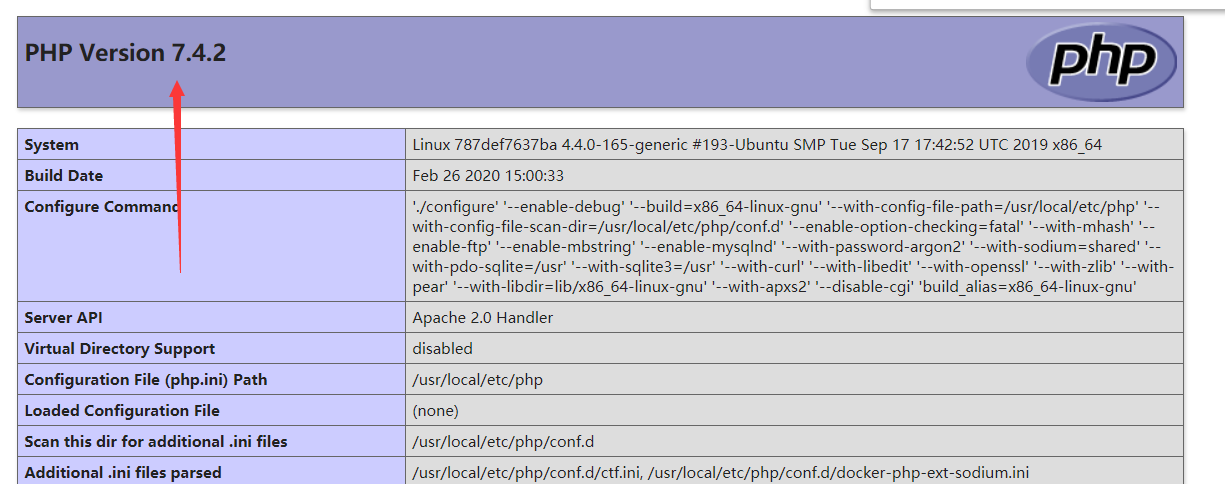 PHP Version 7.4.2
php
System
Linux 787def7637ba 4.4.0-165-generic #193-Ubuntu SMP Tue Sep 17 17:42:52 UTC 2019 x86_64
Build Date
Feb 26 2020 15:00:33
Configure Command
'./configure' '--enable-debug' '--build=x86_64-linux-gnu' '--with-config-file-path=/usr/local/etc/php' '--
with-config-file-scan-dir=/usr/local/etc/php/conf.d' '--enable-option-checking=fatal' '--with-mhash' '--
enable-ftp' '--enable-mbstring' '--enable-mysqlnd' '--with-password-argon2' '--with-sodium=shared' '--
with-pdo-sqlite=/usr' '--with-sqlite3=/usr' '--with-curl' '--with-libedit' '--with-openssl' '--with-zlib' '--with-
pear' '--with-libdir=lib/x86_64-linux-gnu' '--with-apxs2' '--disable-cgi' 'build_alias=x86_64-linux-gnu'
Server API
Apache 2.0 Handler
Virtual Directory Support
disabled
Configuration File (php.ini) Path
/usr/local/etc/php
Loaded Configuration File
(none)
Scan this dir for additional .ini files
/usr/local/etc/php/conf.d
Additional .ini files parsed
/usr/local/etc/php/conf.d/ctf.ini, /usr/local/etc/php/conf.d/docker-php-ext-sodium.ini